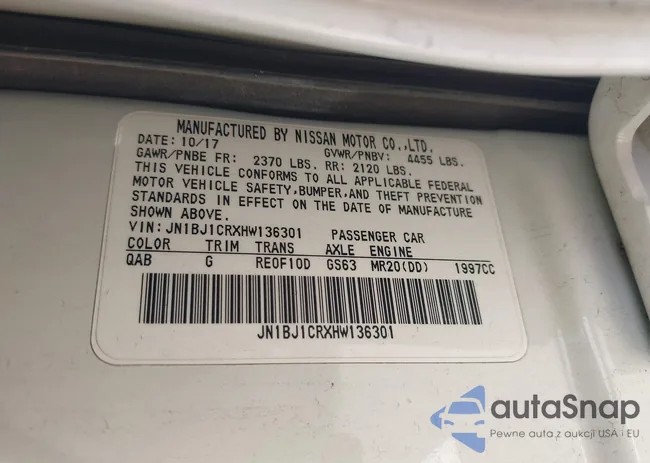 MANUFACTURED BY NISSAN MOTOR CO.,LTD.
DATE: 10/17 GVWR/PNBV: 4455 LBS.
GAWR/PNBE FR: 2370 LBS. RR: 2120 LBS.
THIS VEHICLE CONFORMS TO ALL APPLICABLE FEDERAL
MOTOR VEHICLE SAFETY,BUMPER,AND THEFT PREVENTION
STANDARDS IN EFFECT ON THE DATE OF MANUFACTURE
SHOWN ABOVE.
VIN: JN1BJ1CRXHW136301 PASSENGER CAR
COLOR TRIM TRANS AXLE ENGINE
QAB G RE0F10D GS63 MR20(DD) 1997CC
JN1BJ1CRXHW136301
autaSnap
Pewne auta z aukcji USA i EU